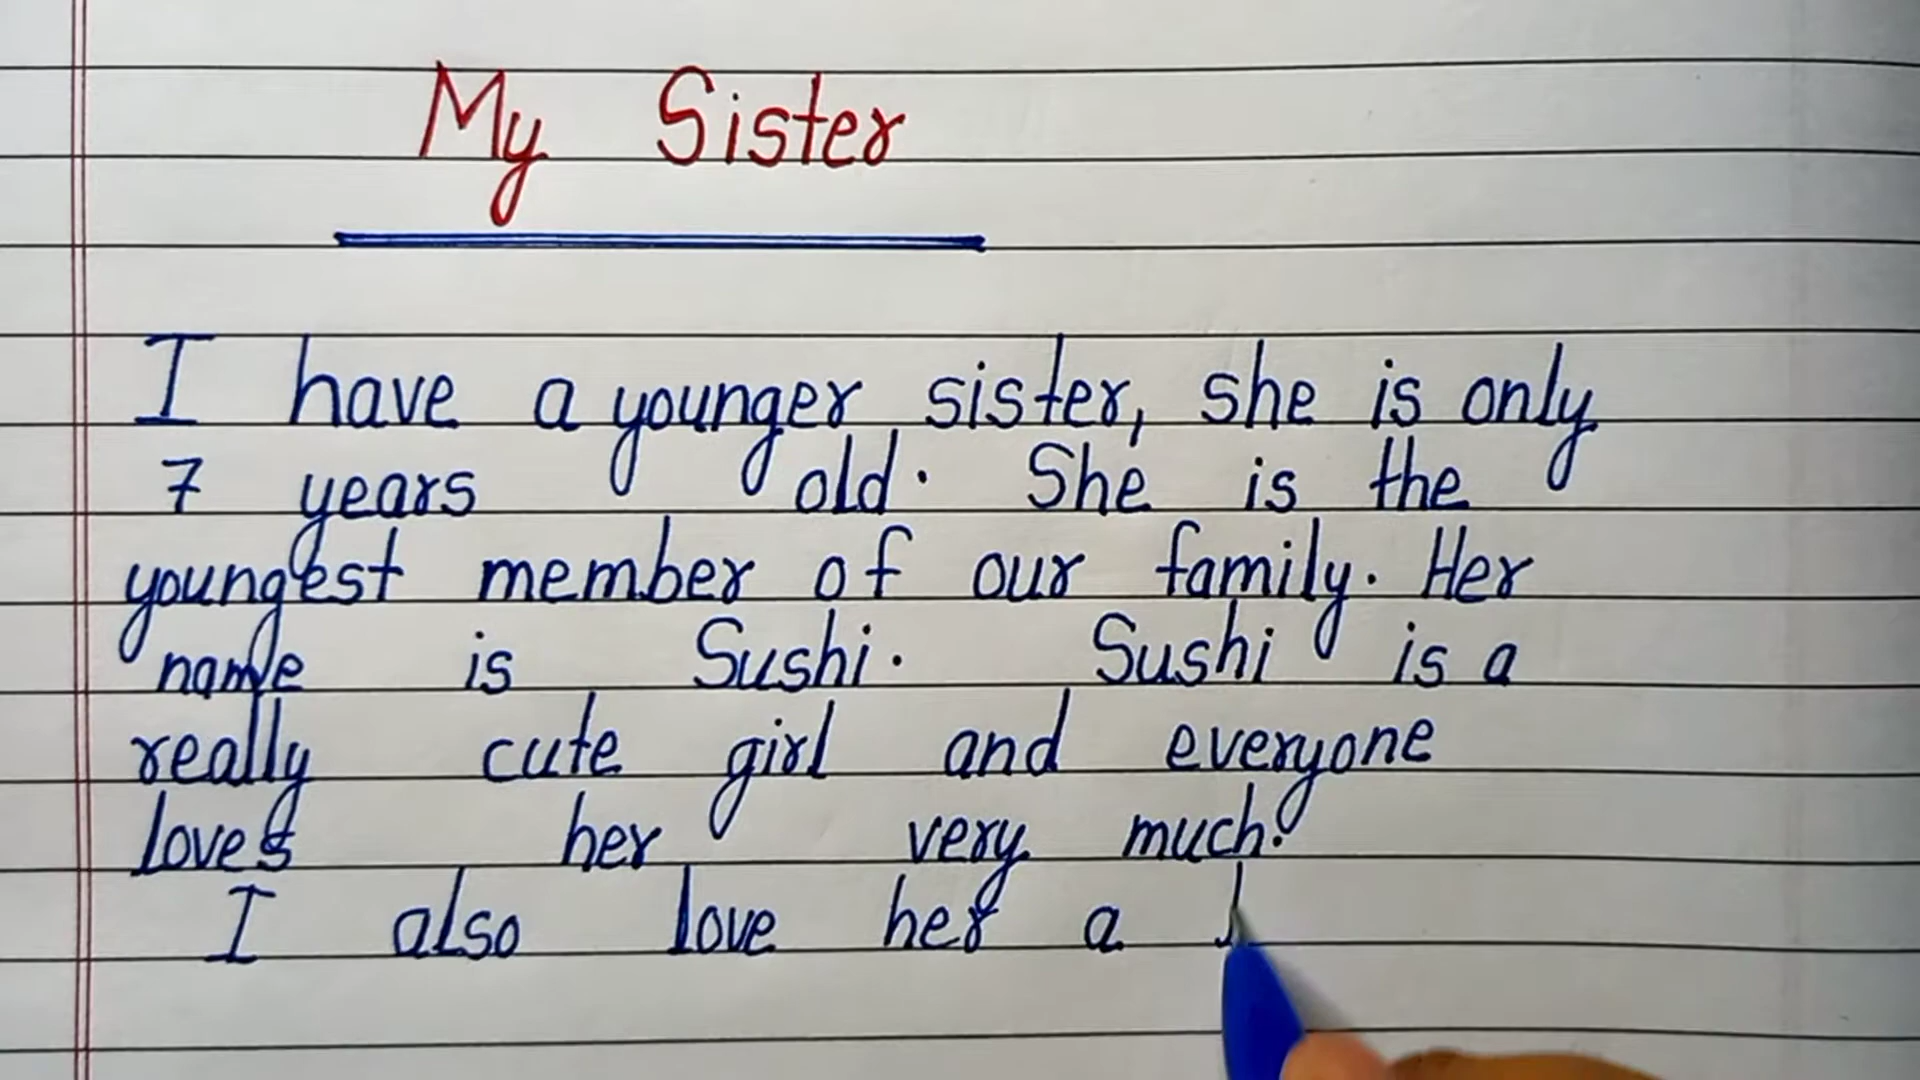 My Sister
I have a younger sister, she is only
7 years old. She is the
youngest member of our family. Her
name is Sushi. Sushi is a
really cute girl and everyone
loves her very much.
I also love her a l